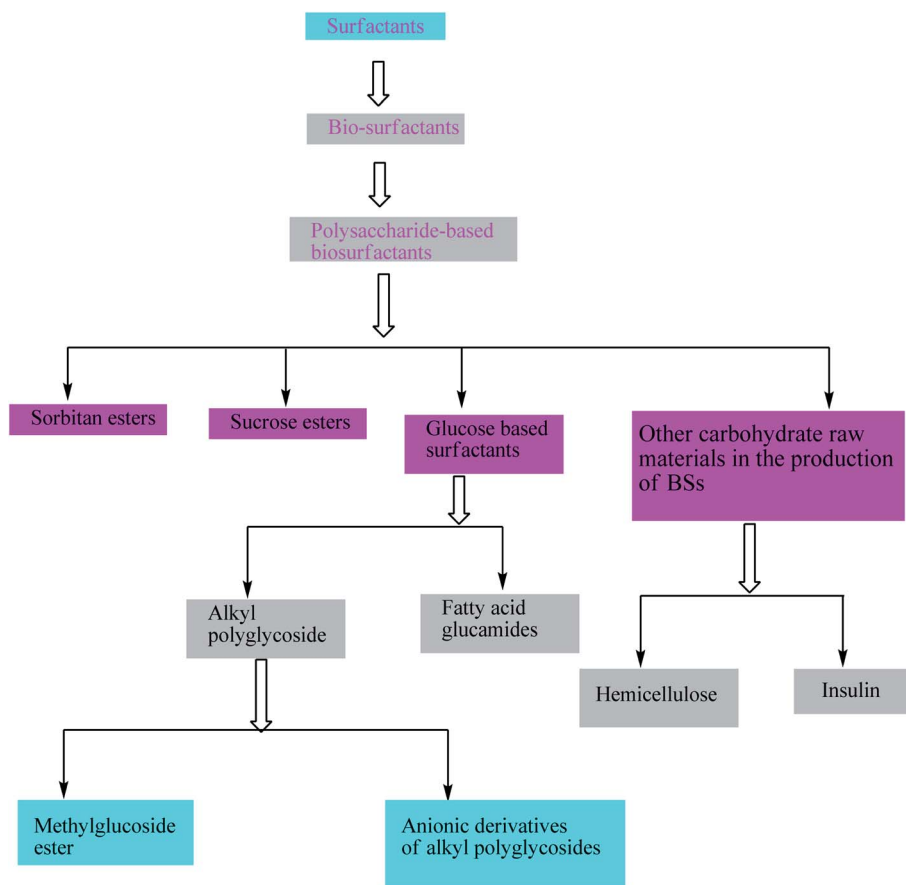 Surfactants
Bio-surfactants
Polysaccharide-based
biosurfactants
Sorbitan esters
Sucrose esters
Glucose based
surfactants
Other carbohydrate raw
materials in the production
of BSs
Alkyl
polyglycoside
Fatty acid
glucamides
Hemicellulose
Insulin
Methylglucoside
ester
Anionic derivatives
of alkyl polyglycosides